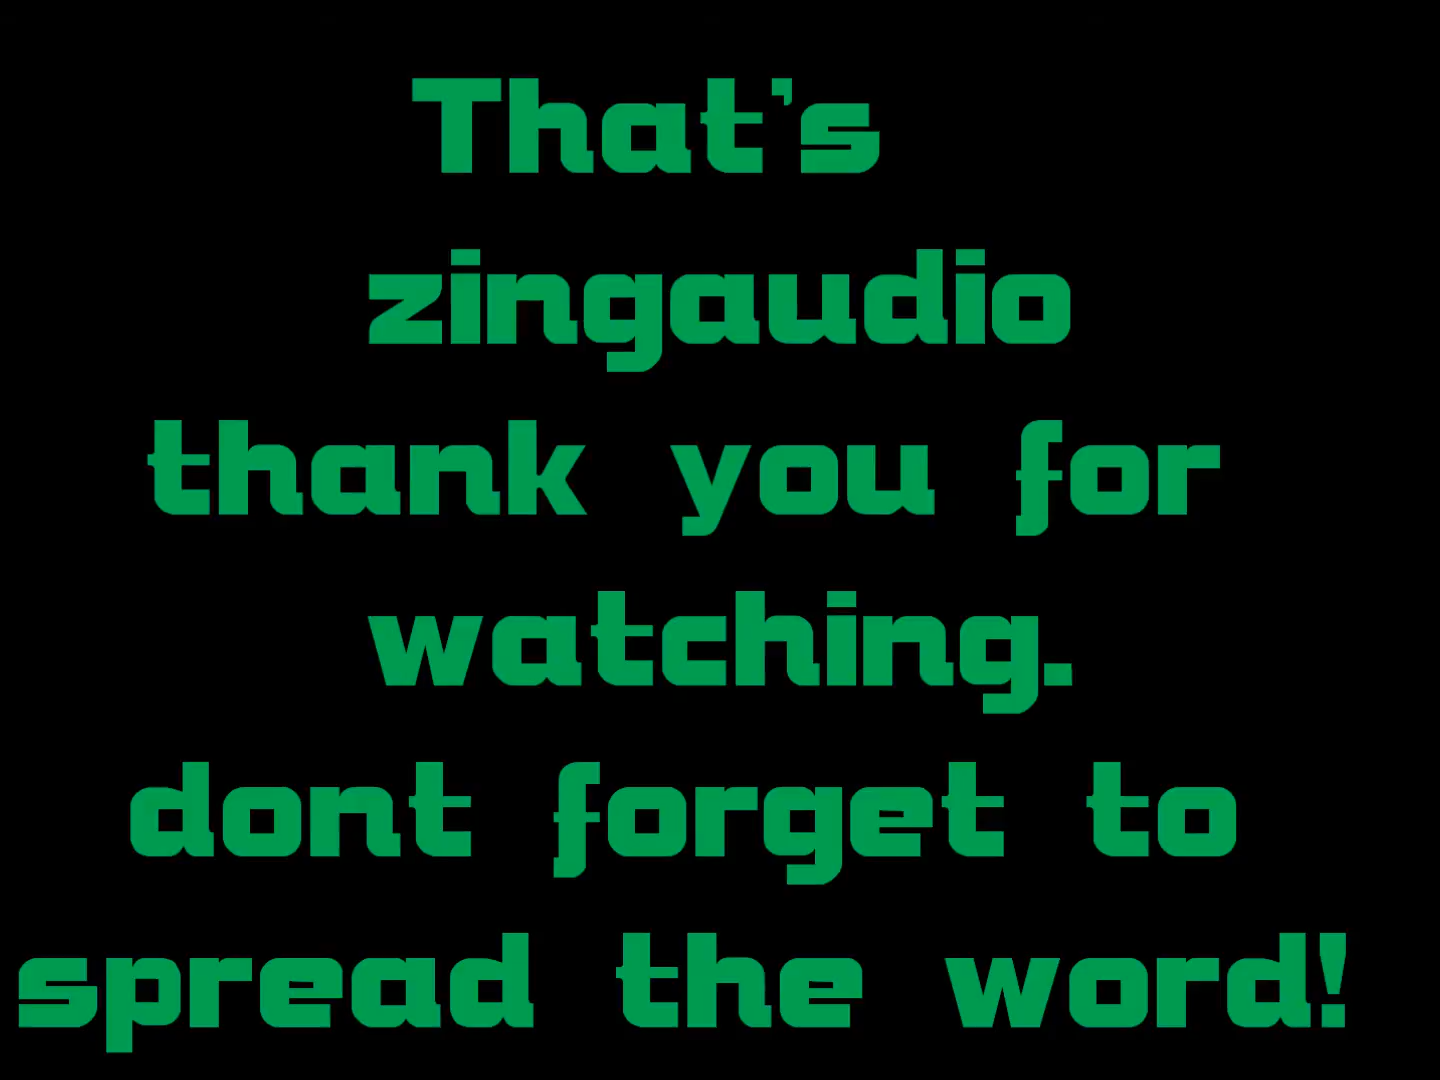 That's
zingaudio
thank you for
watching.
dont forget to
spread the word!